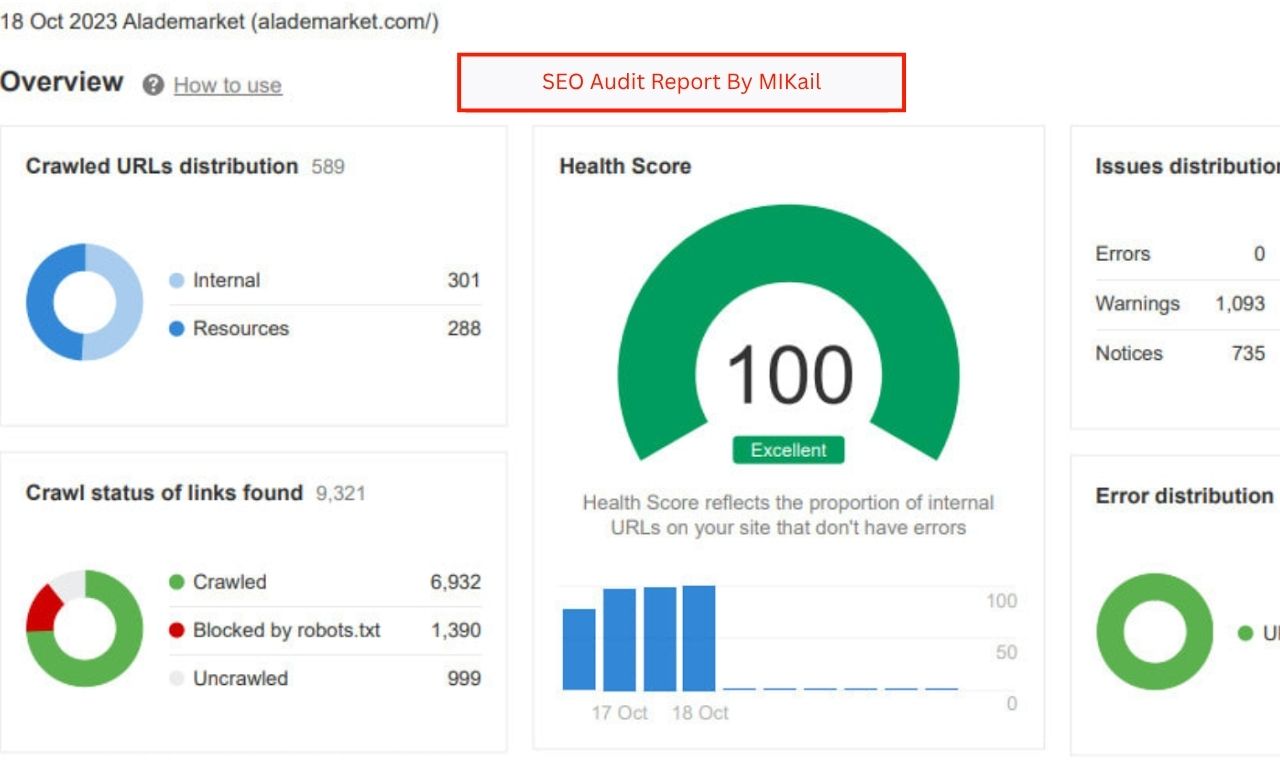 18 Oct 2023 Alademarket (alademarket.com/)
Overview ? How to use
SEO Audit Report By MIKail
Crawled URLs distribution 589
Internal 301
Resources 288
Crawl status of links found 9,321
Crawled 6,932
Blocked by robots.txt 1,390
Uncrawled 999
Health Score
100
Excellent
Health Score reflects the proportion of internal
URLs on your site that don't have errors
100
50
0
17 Oct 18 Oct
Issues distribution
Errors 0
Warnings 1,093
Notices 735
Error distribution